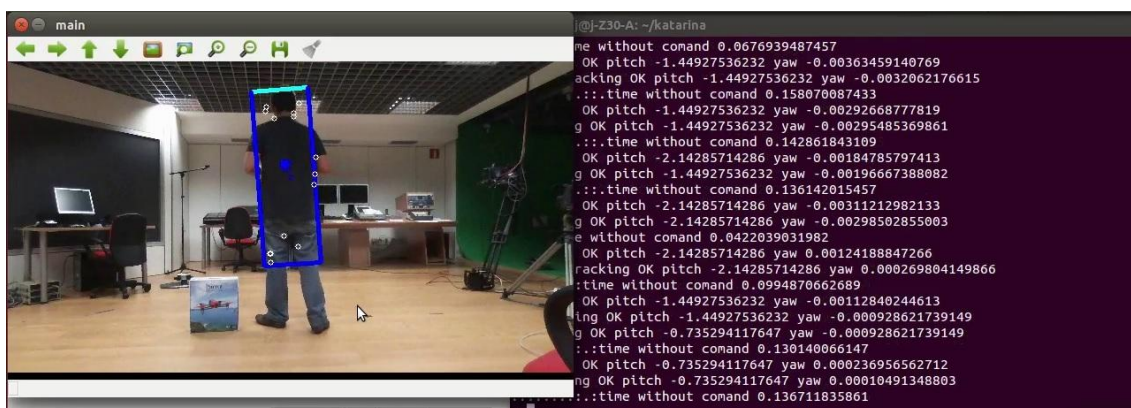 main
j@j-Z30-A: ~/katarina
me without comand 0.0676939487457
OK pitch -1.44927536232 yaw -0.00363459140769
acking OK pitch -1.44927536232 yaw -0.0032062176615
.::.time without comand 0.158070087433
OK pitch -1.44927536232 yaw -0.00292668777819
g OK pitch -1.44927536232 yaw -0.00295485369861
.::.time without comand 0.142861843109
OK pitch -2.14285714286 yaw -0.00184785797413
g OK pitch -2.14285714286 yaw -0.00196667388082
.::.time without comand 0.136142015457
OK pitch -2.14285714286 yaw -0.00311212982133
g OK pitch -2.14285714286 yaw -0.00298502855003
e without comand 0.0422039031982
OK pitch -2.14285714286 yaw 0.00124188847266
racking OK pitch -2.14285714286 yaw 0.000269804149866
:time without comand 0.0994870662689
OK pitch -1.44927536232 yaw -0.00112840244613
ing OK pitch -1.44927536232 yaw -0.000928621739149
g OK pitch -0.735294117647 yaw -0.000928621739149
:.:time without comand 0.130140066147
OK pitch -0.735294117647 yaw 0.000236956562712
ng OK pitch -0.735294117647 yaw 0.00010491348803
........:.:time without comand 0.136711835861